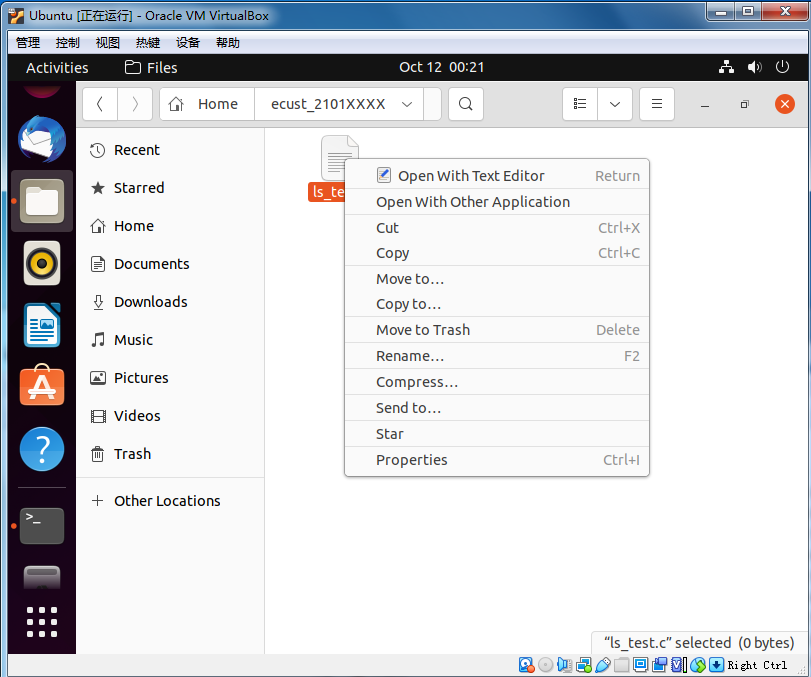 Ubuntu [正在运行] - Oracle VM VirtualBox
管理 控制 视图 热键 设备 帮助
Activities Files Oct 12 00:21
Home ecust_2101XXXX
Recent
Starred
Home
Documents
Downloads
Music
Pictures
Videos
Trash
Other Locations
ls_te
Open With Text Editor Return
Open With Other Application
Cut Ctrl+X
Copy Ctrl+C
Move to…
Copy to…
Move to Trash Delete
Rename… F2
Compress…
Send to…
Star
Properties Ctrl+I
“ls_test.c” selected (0 bytes)
Right Ctrl